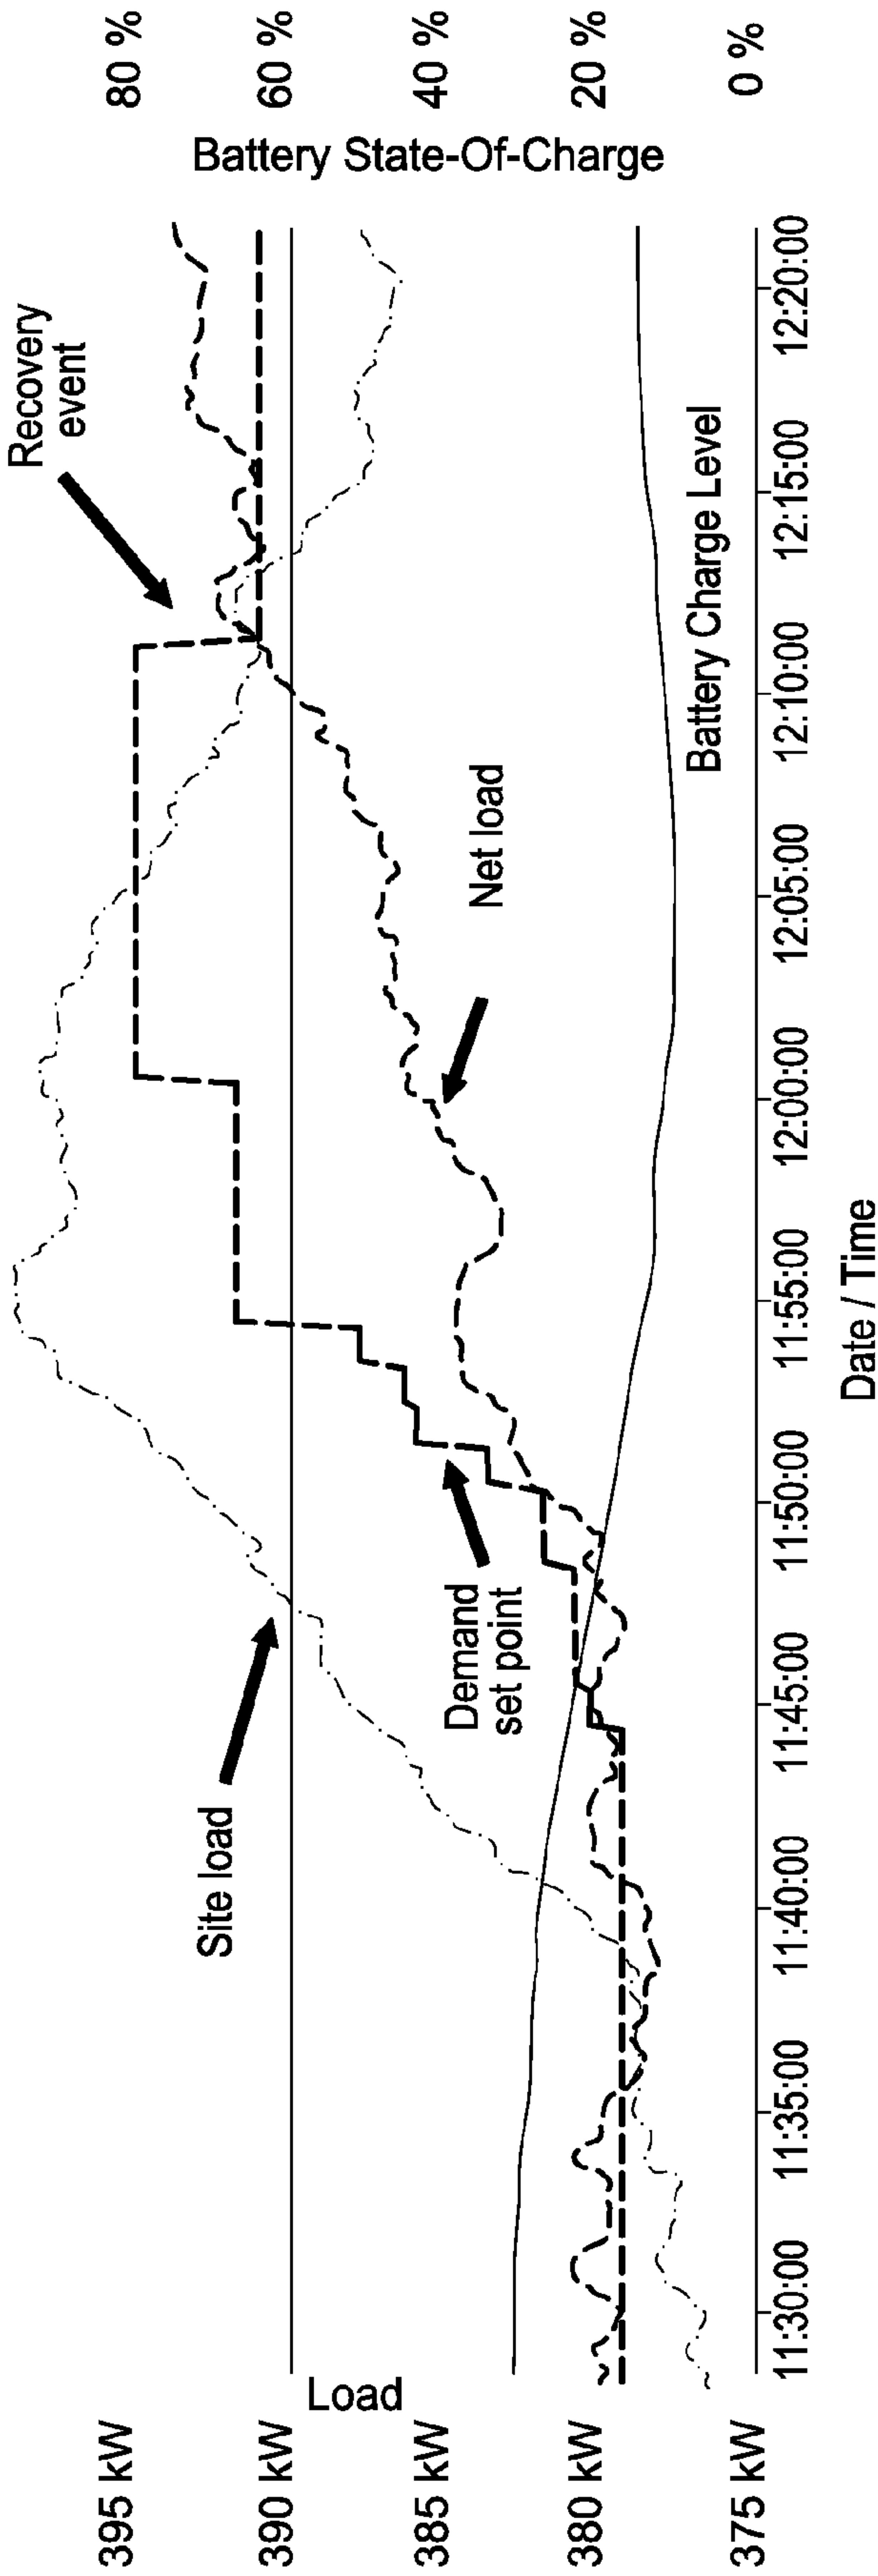 395 kW
390 kW
385 kW
380 kW
375 kW
Load
Site load
Demand
set point
Net load
Recovery
event
Battery Charge Level
80 %
60 %
40 %
20 %
0 %
Battery State-Of-Charge
11:30:00
11:35:00
11:40:00
11:45:00
11:50:00
11:55:00
12:00:00
12:05:00
12:10:00
12:15:00
12:20:00
Date / Time